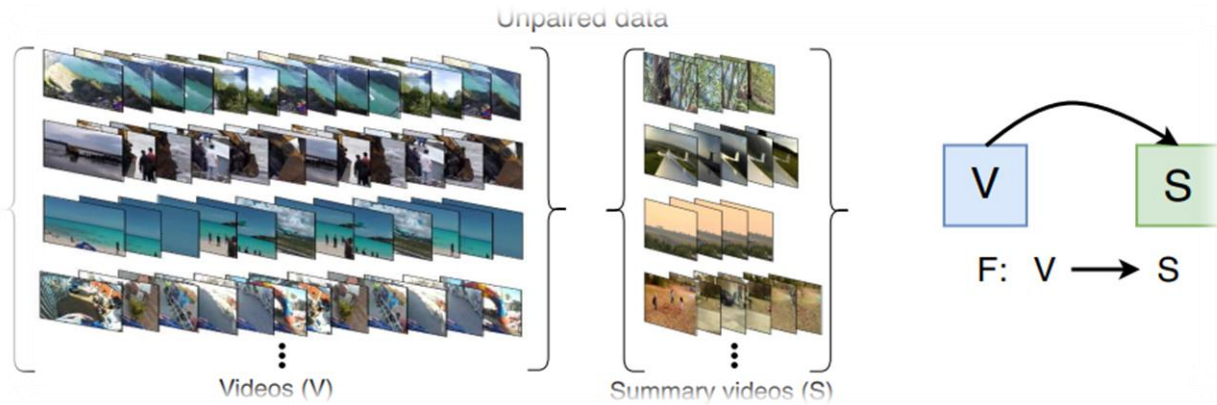 Unpaired data
V
S
F: V S
Videos (V)
Summary videos (S)